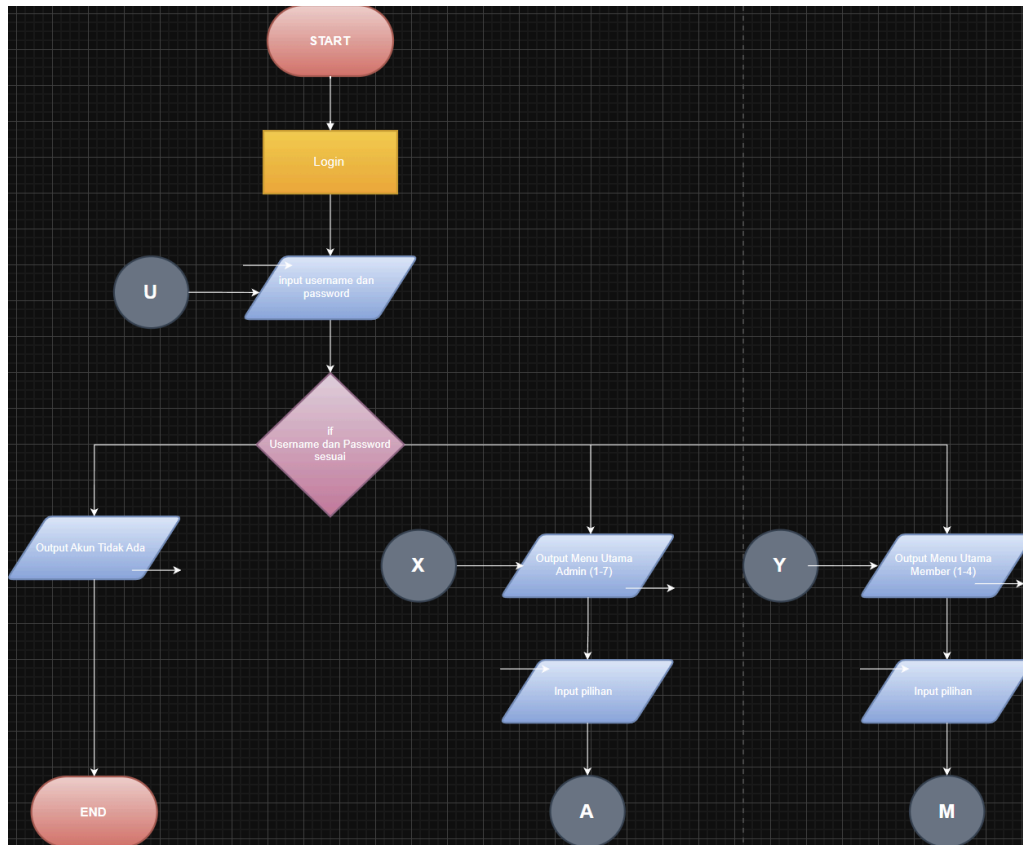 START
Login
U
input username dan
password
if
Username dan Password
sesuai
Output Akun Tidak Ada
X
Output Menu Utama
Admin (1-7)
Y
Output Menu Utama
Member (1-4)
Input pilihan
Input pilihan
END
A
M